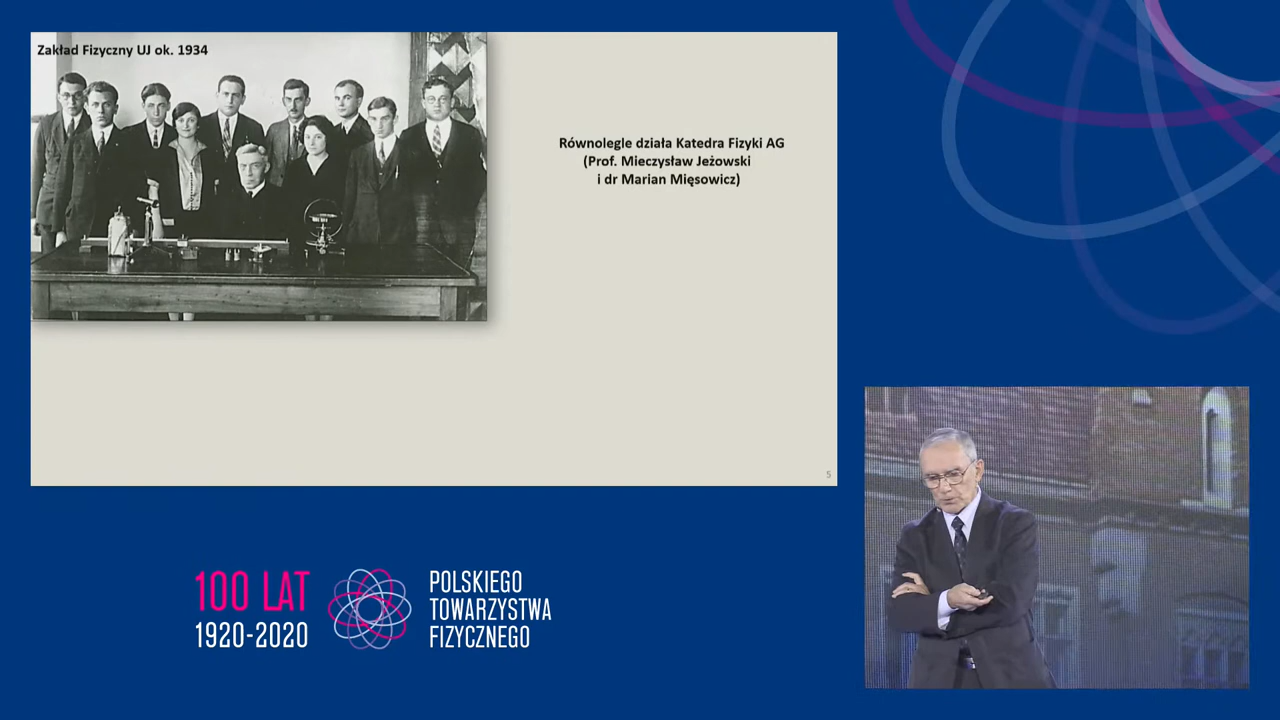 Zakład Fizyczny UJ ok. 1934
Równolegle działa Katedra Fizyki AG
(Prof. Mieczysław Jeżowski
i dr Marian Mięsowicz)
5
100 LAT
1920-2020
POLSKIEGO
TOWARZYSTWA
FIZYCZNEGO